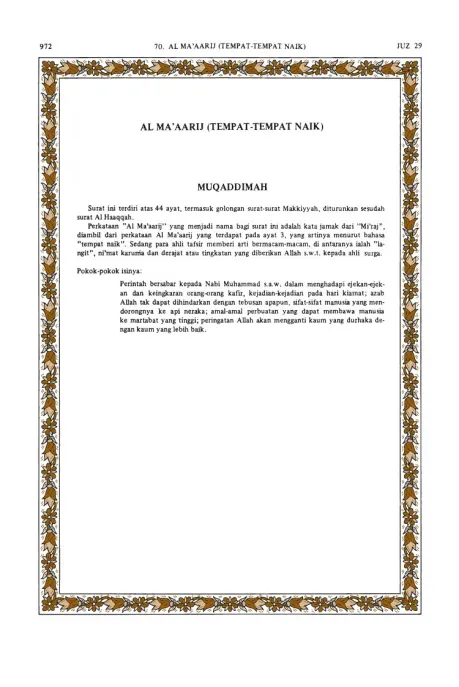 972 70. AL MA'AARIJ (TEMPAT-TEMPAT NAIK) JUZ 29
AL MA'AARIJ (TEMPAT-TEMPAT NAIK)
MUQADDIMAH
Surat ini terdiri atas 44 ayat, termasuk golongan surat-surat Makkiyyah, diturunkan sesudah
surat Al Haaqqah.
Perkataan "Al Ma'aarij" yang menjadi nama bagi surat ini adalah kata jamak dari "Mi'raj",
diambil dari perkataan Al Ma'aarij yang terdapat pada ayat 3, yang artinya menurut bahasa
"tempat naik". Sedang para ahli tafsir memberi arti bermacam-macam, di antaranya ialah "la-
ngit", ni'mat karunia dan derajat atau tingkatan yang diberikan Allah s.w.t. kepada ahli surga.
Pokok-pokok isinya:
Perintah bersabar kepada Nabi Muhammad s.a.w. dalam menghadapi ejekan-ejek-
an dan keingkaran orang-orang kafir, kejadian-kejadian pada hari kiamat; azab
Allah tak dapat dihindarkan dengan tebusan apapun, sifat-sifat manusia yang men-
dorongnya ke api neraka; amal-amal perbuatan yang dapat membawa manusia
ke martabat yang tinggi; peringatan Allah akan mengganti kaum yang durhaka de-
ngan kaum yang lebih baik.